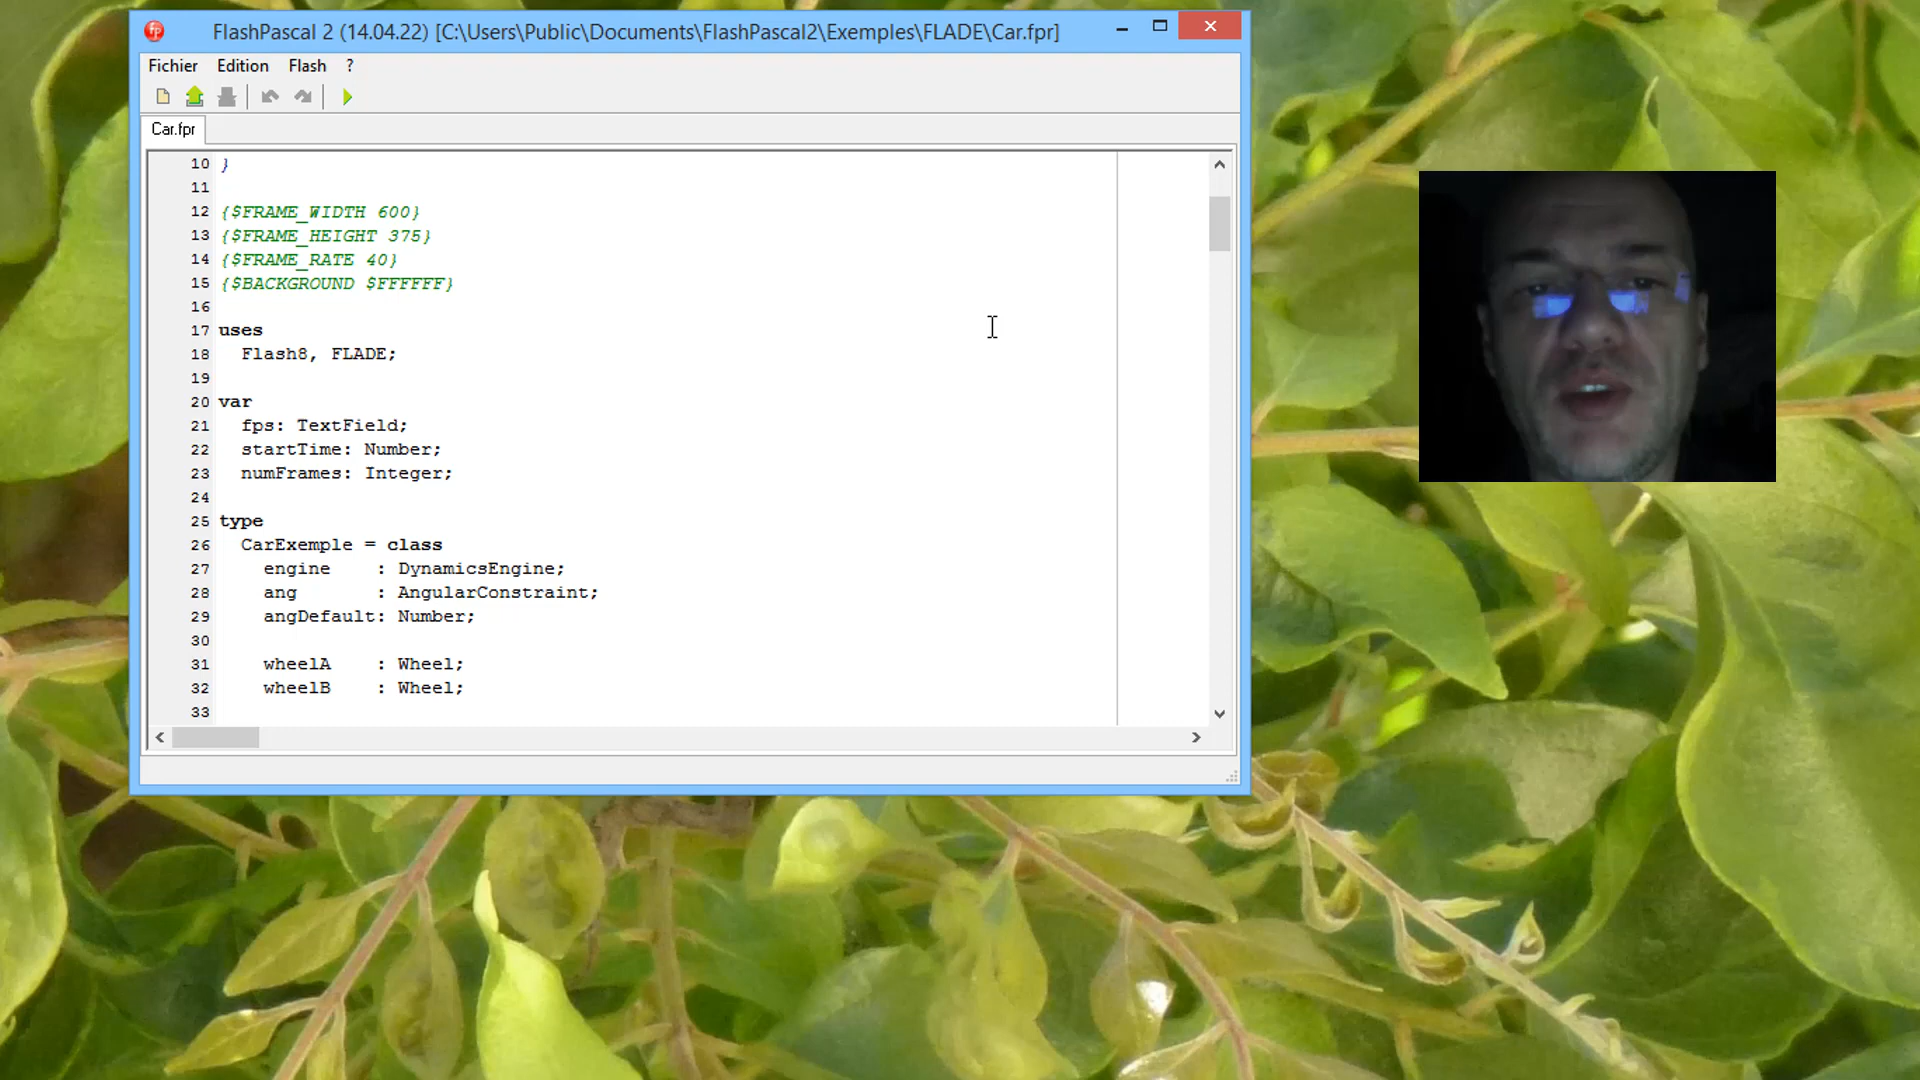 FlashPascal 2 (14.04.22) [C:\Users\Public\Documents\FlashPascal2\Exemples\FLADE\Car.fpr]
Fichier Edition Flash ?
Car.fpr
10 }
11
12 {$FRAME_WIDTH 600}
13 {$FRAME_HEIGHT 375}
14 {$FRAME_RATE 40}
15 {$BACKGROUND $FFFFFF}
16
17 uses
18 Flash8, FLADE;
19
20 var
21 fps: TextField;
22 startTime: Number;
23 numFrames: Integer;
24
25 type
26 CarExemple = class
27 engine : DynamicsEngine;
28 ang : AngularConstraint;
29 angDefault: Number;
30
31 wheelA : Wheel;
32 wheelB : Wheel;
33